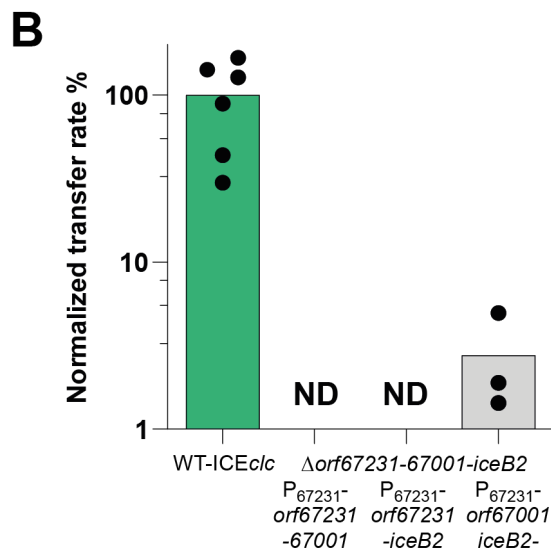 B
Normalized transfer rate %
100
10
1
ND
ND
WT-ICEclc
Δorf67231-67001-iceB2
P67231-
orf67231
-67001
P67231-
orf67231
-iceB2
P67231-
orf67001
iceB2-